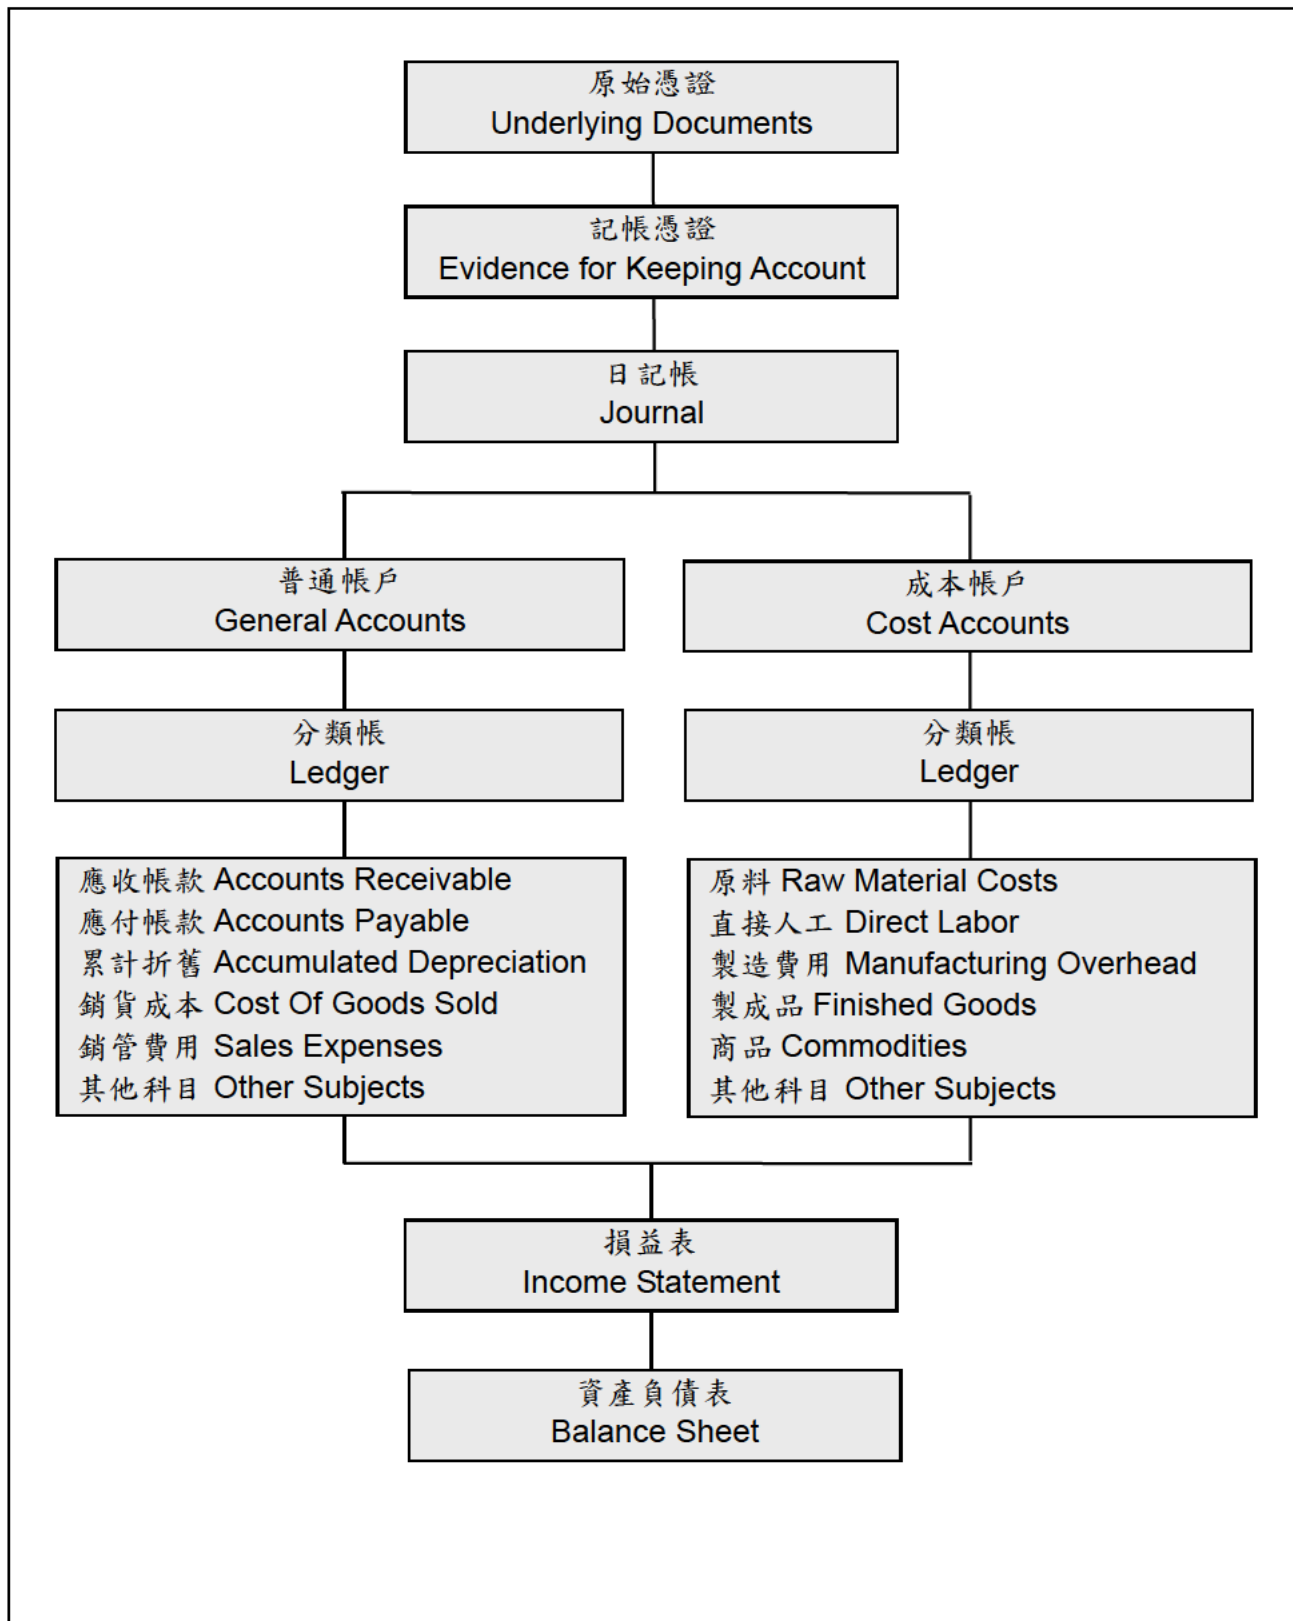 原始憑證
Underlying Documents
記帳憑證
Evidence for Keeping Account
日記帳
Journal
普通帳戶
General Accounts
成本帳戶
Cost Accounts
分類帳
Ledger
分類帳
Ledger
應收帳款 Accounts Receivable
應付帳款 Accounts Payable
累計折舊 Accumulated Depreciation
銷貨成本 Cost Of Goods Sold
銷管費用 Sales Expenses
其他科目 Other Subjects
原料 Raw Material Costs
直接人工 Direct Labor
製造費用 Manufacturing Overhead
製成品 Finished Goods
商品 Commodities
其他科目 Other Subjects
損益表
Income Statement
資產負債表
Balance Sheet